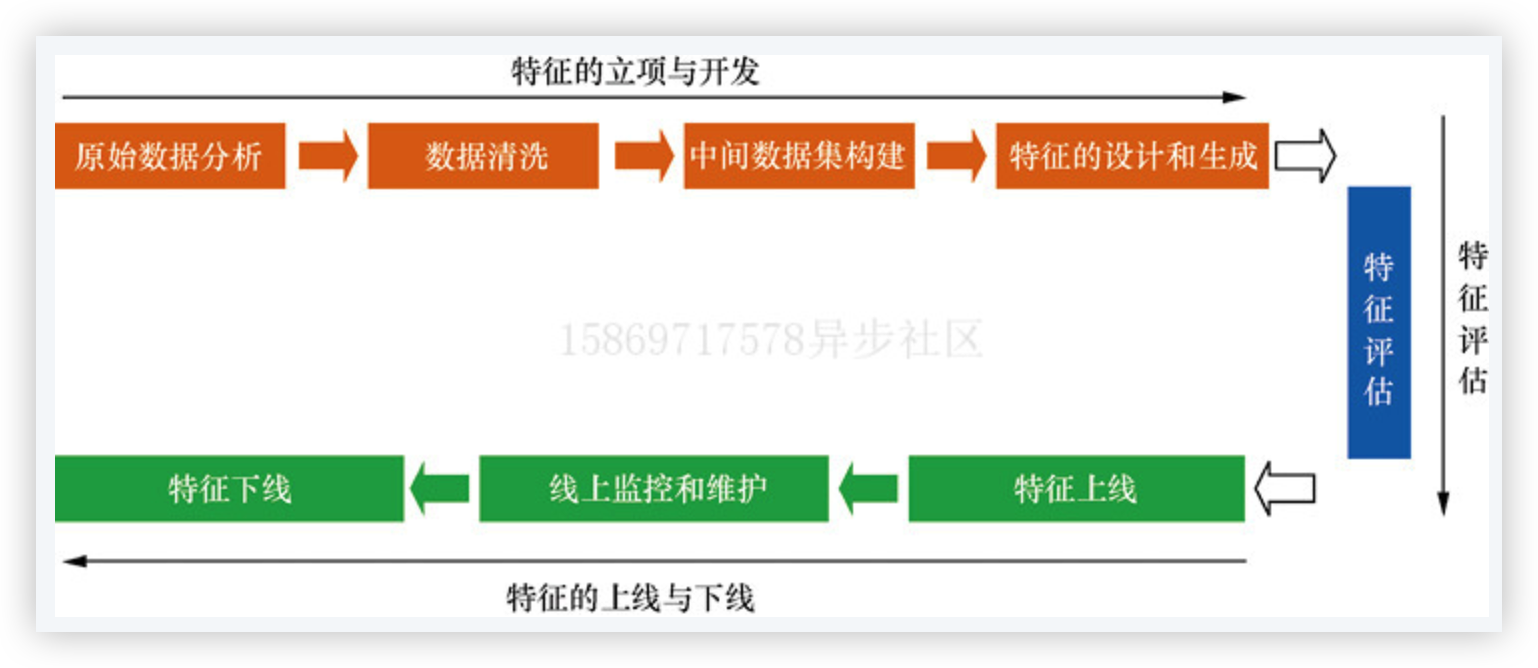 特征的立项与开发
原始数据分析
数据清洗
中间数据集构建
特征的设计和生成
特征评估
特征评估
15869717578异步社区
特征下线
线上监控和维护
特征上线
特征的上线与下线